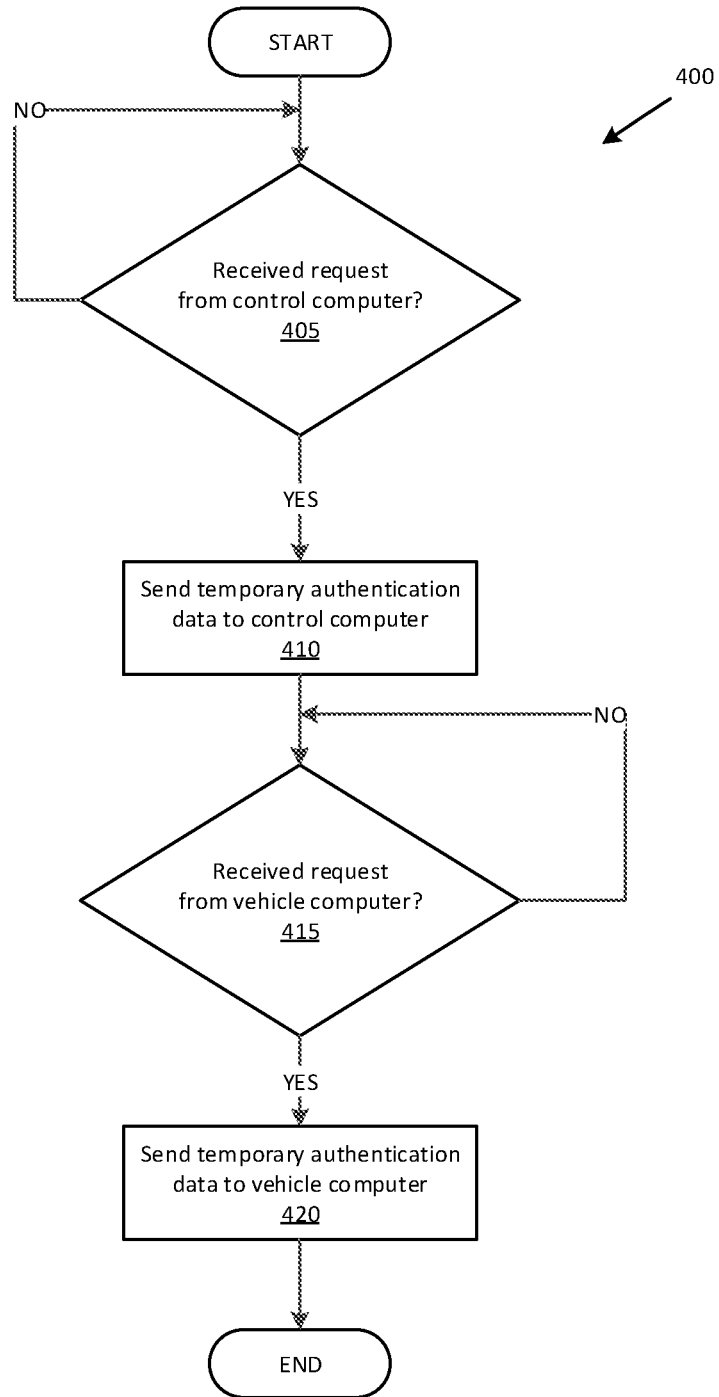 START
400
NO
Received request
from control computer?
405
YES
Send temporary authentication
data to control computer
410
NO
Received request
from vehicle computer?
415
YES
Send temporary authentication
data to vehicle computer
420
END